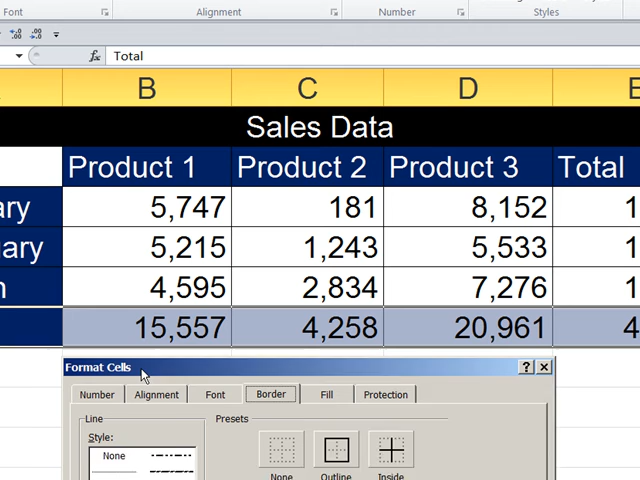 Font Alignment Number Styles
fx Total
B C D E
Sales Data
Product 1 Product 2 Product 3 Total
ary 5,747 181 8,152 1
uary 5,215 1,243 5,533 1
4,595 2,834 7,276 1
15,557 4,258 20,961 4
Format Cells
Number Alignment Font Border Fill Protection
Line Presets
Style:
None
None Outline Inside